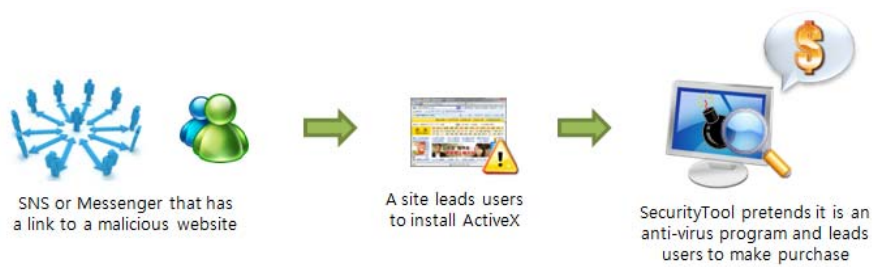 SNS or Messenger that has
a link to a malicious website
A site leads users
to install ActiveX
SecurityTool pretends it is an
anti-virus program and leads
users to make purchase